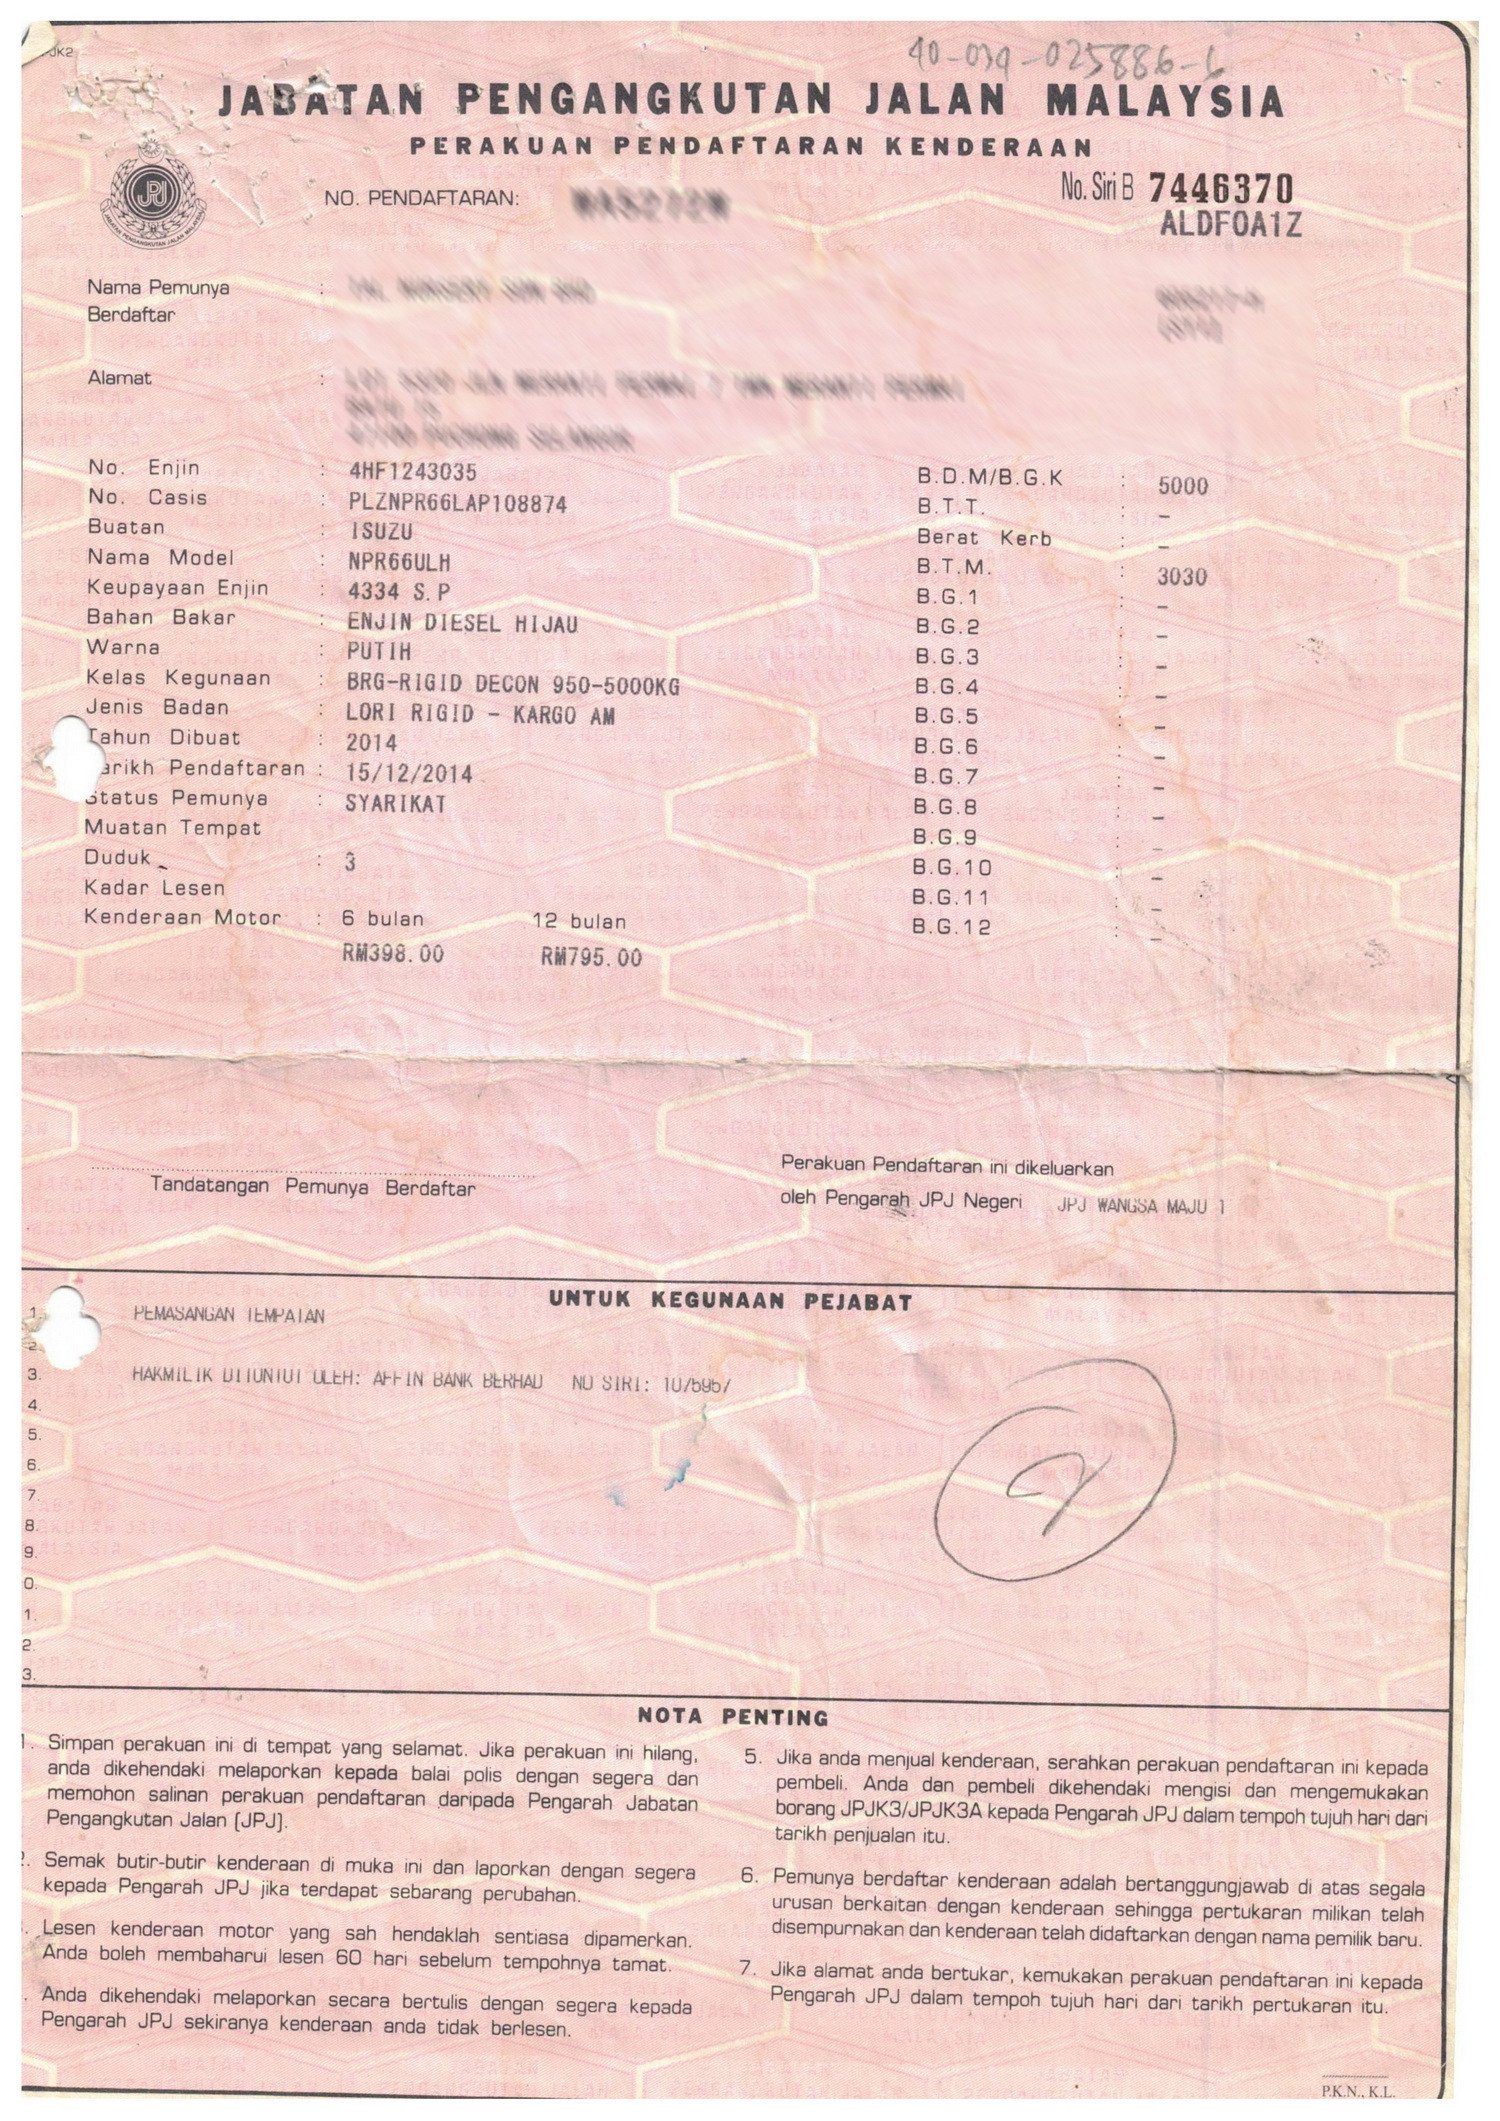 40-039-025886-6
JABATAN PENGANGKUTAN JALAN MALAYSIA
PERAKUAN PENDAFTARAN KENDERAAN
NO. PENDAFTARAN:
No. Siri B 7446370
ALDFOA1Z
Nama Pemunya :
Berdaftar
Alamat :
No. Enjin : 4HF1243035
No. Casis : PLZNPR66LAP108874
Buatan : ISUZU
Nama Model : NPR66ULH
Keupayaan Enjin : 4334 S.P
Bahan Bakar : ENJIN DIESEL HIJAU
Warna : PUTIH
Kelas Kegunaan : BRG-RIGID DECON 950-5000KG
Jenis Badan : LORI RIGID - KARGO AM
Tahun Dibuat : 2014
Tarikh Pendaftaran : 15/12/2014
Status Pemunya : SYARIKAT
Muatan Tempat
Duduk : 3
Kadar Lesen
Kenderaan Motor : 6 bulan 12 bulan
RM398.00 RM795.00
B.D.M/B.G.K : 5000
B.T.T. : -
Berat Kerb : -
B.T.M. : 3030
B.G.1 : -
B.G.2 : -
B.G.3 : -
B.G.4 : -
B.G.5 : -
B.G.6 : -
B.G.7 : -
B.G.8 : -
B.G.9 : -
B.G.10 : -
B.G.11 : -
B.G.12 : -
Tandatangan Pemunya Berdaftar
Perakuan Pendaftaran ini dikeluarkan
oleh Pengarah JPJ Negeri JPJ WANGSA MAJU 1
UNTUK KEGUNAAN PEJABAT
1. PEMASANGAN TEMPATAN
2.
3. HAKMILIK DITUNTUT OLEH: AFFIN BANK BERHAD NO SIRI: 1075957
4.
5.
6.
7.
8.
9.
0.
1.
2.
3.
NOTA PENTING
1. Simpan perakuan ini di tempat yang selamat. Jika perakuan ini hilang,
anda dikehendaki melaporkan kepada balai polis dengan segera dan
memohon salinan perakuan pendaftaran daripada Pengarah Jabatan
Pengangkutan Jalan (JPJ).
. Semak butir-butir kenderaan di muka ini dan laporkan dengan segera
kepada Pengarah JPJ jika terdapat sebarang perubahan.
. Lesen kenderaan motor yang sah hendaklah sentiasa dipamerkan.
Anda boleh membaharui lesen 60 hari sebelum tempohnya tamat.
. Anda dikehendaki melaporkan secara bertulis dengan segera kepada
Pengarah JPJ sekiranya kenderaan anda tidak berlesen.
5. Jika anda menjual kenderaan, serahkan perakuan pendaftaran ini kepada
pembeli. Anda dan pembeli dikehendaki mengisi dan mengemukakan
borang JPJK3/JPJK3A kepada Pengarah JPJ dalam tempoh tujuh hari dari
tarikh penjualan itu.
6. Pemunya berdaftar kenderaan adalah bertanggungjawab di atas segala
urusan berkaitan dengan kenderaan sehingga pertukaran milikan telah
disempurnakan dan kenderaan telah didaftarkan dengan nama pemilik baru.
7. Jika alamat anda bertukar, kemukakan perakuan pendaftaran ini kepada
Pengarah JPJ dalam tempoh tujuh hari dari tarikh pertukaran itu.
P.K.N., K.L.